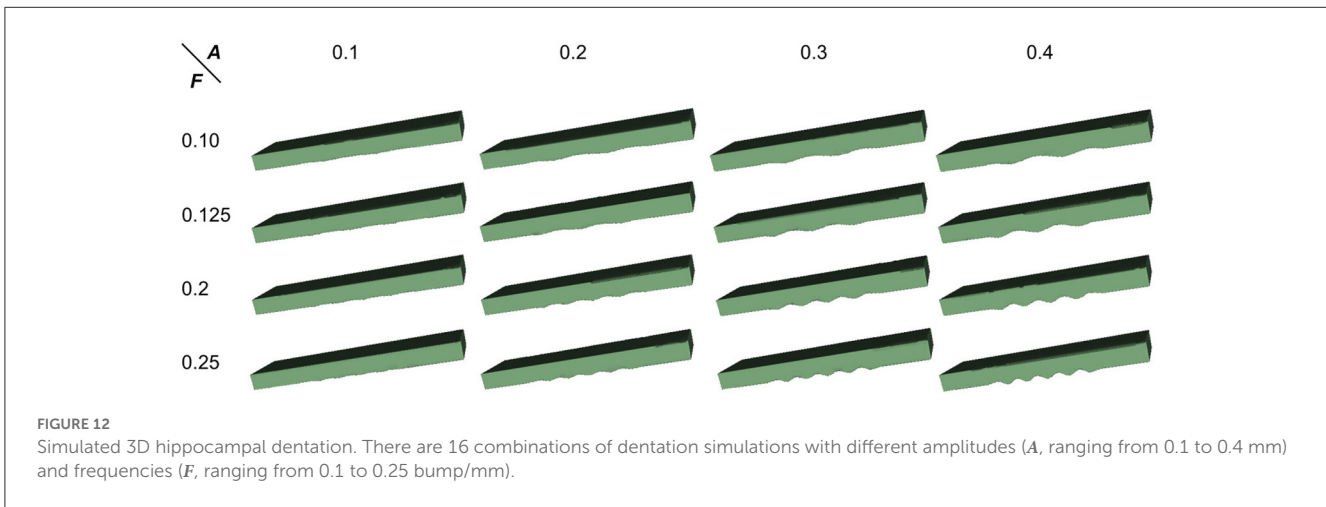 A
F
0.1 0.2 0.3 0.4
0.10
0.125
0.2
0.25
FIGURE 12
Simulated 3D hippocampal dentation. There are 16 combinations of dentation simulations with different amplitudes (A, ranging from 0.1 to 0.4 mm)
and frequencies (F, ranging from 0.1 to 0.25 bump/mm).